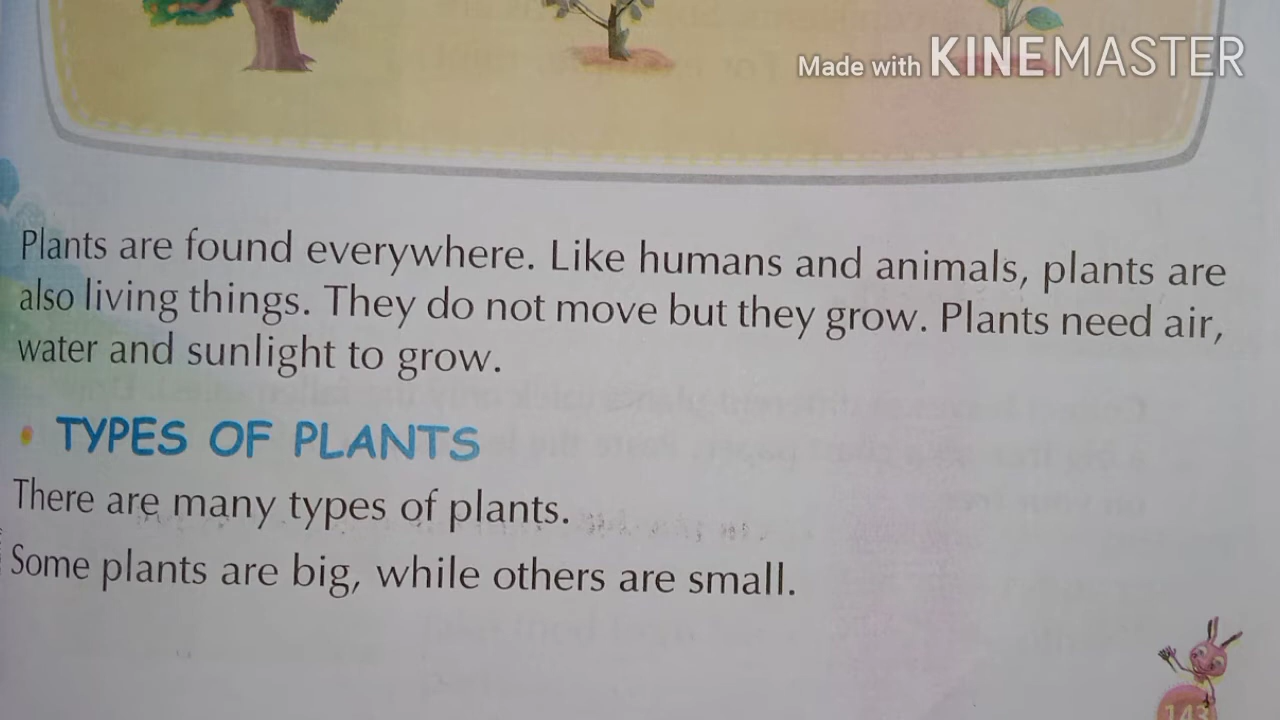 Made with KINEMASTER
Plants are found everywhere. Like humans and animals, plants are
also living things. They do not move but they grow. Plants need air,
water and sunlight to grow.
• TYPES OF PLANTS
There are many types of plants.
Some plants are big, while others are small.
143